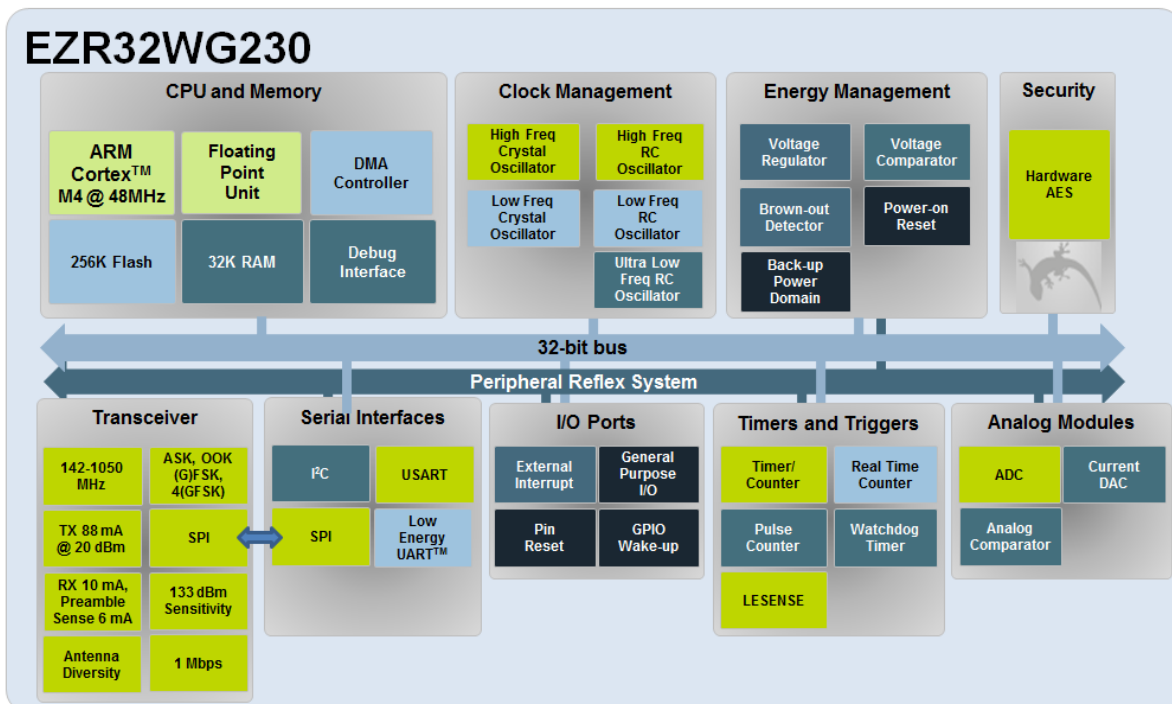 EZR32WG230
CPU and Memory
ARM
Cortex™
M4 @ 48MHz
Floating
Point
Unit
DMA
Controller
256K Flash
32K RAM
Debug
Interface
Clock Management
High Freq
Crystal
Oscillator
High Freq
RC
Oscillator
Low Freq
Crystal
Oscillator
Low Freq
RC
Oscillator
Ultra Low
Freq RC
Oscillator
Energy Management
Voltage
Regulator
Voltage
Comparator
Brown-out
Detector
Power-on
Reset
Back-up
Power
Domain
Security
Hardware
AES
32-bit bus
Peripheral Reflex System
Transceiver
142-1050
MHz
ASK, OOK
(G)FSK,
4(GFSK)
TX 88 mA
@ 20 dBm
SPI
RX 10 mA,
Preamble
Sense 6 mA
133 dBm
Sensitivity
Antenna
Diversity
1 Mbps
Serial Interfaces
I²C
USART
SPI
Low
Energy
UART™
I/O Ports
External
Interrupt
General
Purpose
I/O
Pin
Reset
GPIO
Wake-up
Timers and Triggers
Timer/
Counter
Real Time
Counter
Pulse
Counter
Watchdog
Timer
LESENSE
Analog Modules
ADC
Current
DAC
Analog
Comparator